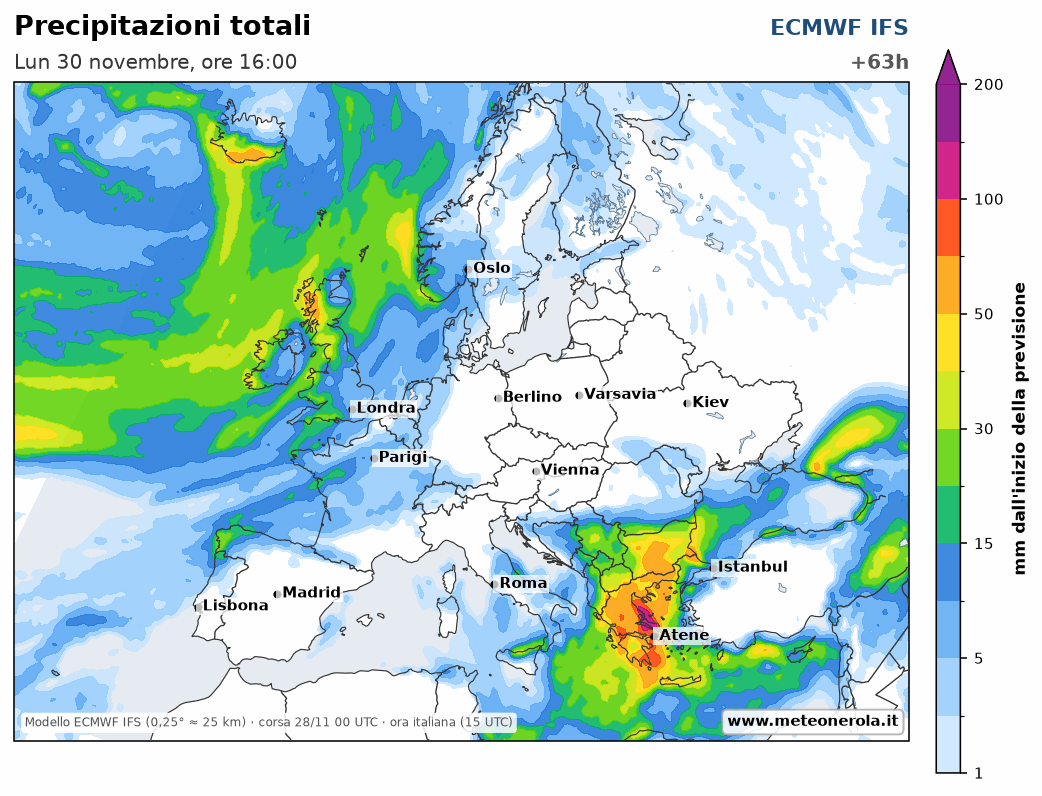 Precipitazioni totali
ECMWF IFS
Lun 30 novembre, ore 16:00
+63h
200
100
50
30
15
5
1
mm dall'inizio della previsione
Oslo
Berlino
Varsavia
Kiev
Londra
Parigi
Vienna
Istanbul
Roma
Madrid
Lisbona
Atene
Modello ECMWF IFS (0,25° ≈ 25 km) · corsa 28/11 00 UTC · ora italiana (15 UTC)
www.meteonerola.it